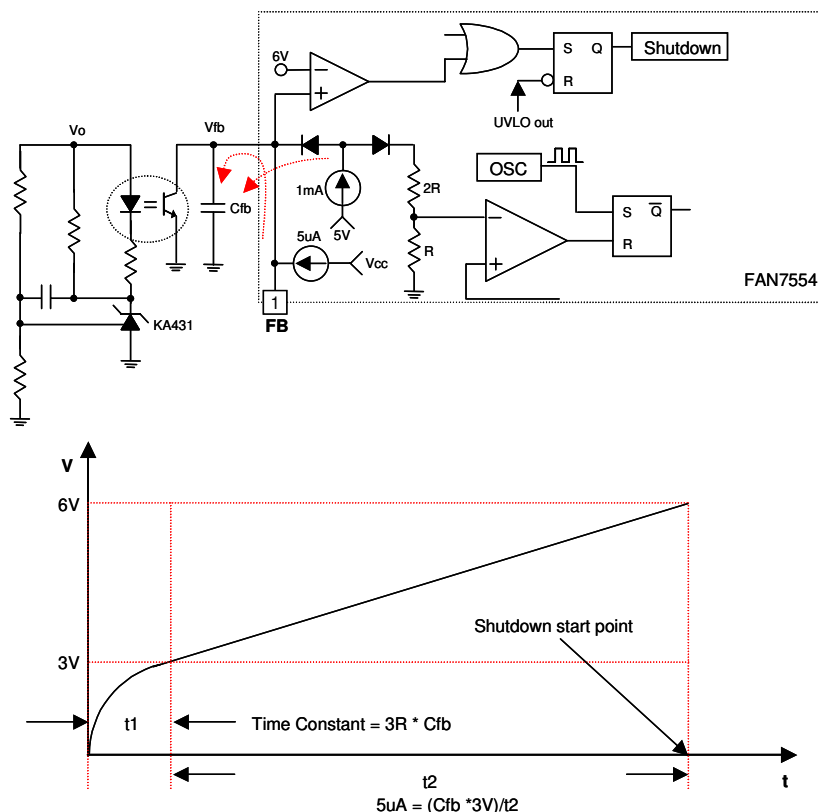 6V
S Q
Shutdown
R
Vo
Vfb
UVLO out
OSC
2R
1mA
Cfb
5V
S Q
R
5uA
Vcc
R
1
FB
KA431
FAN7554
V
6V
Shutdown start point
3V
t1
Time Constant = 3R * Cfb
t2
t
5uA = (Cfb *3V)/t2